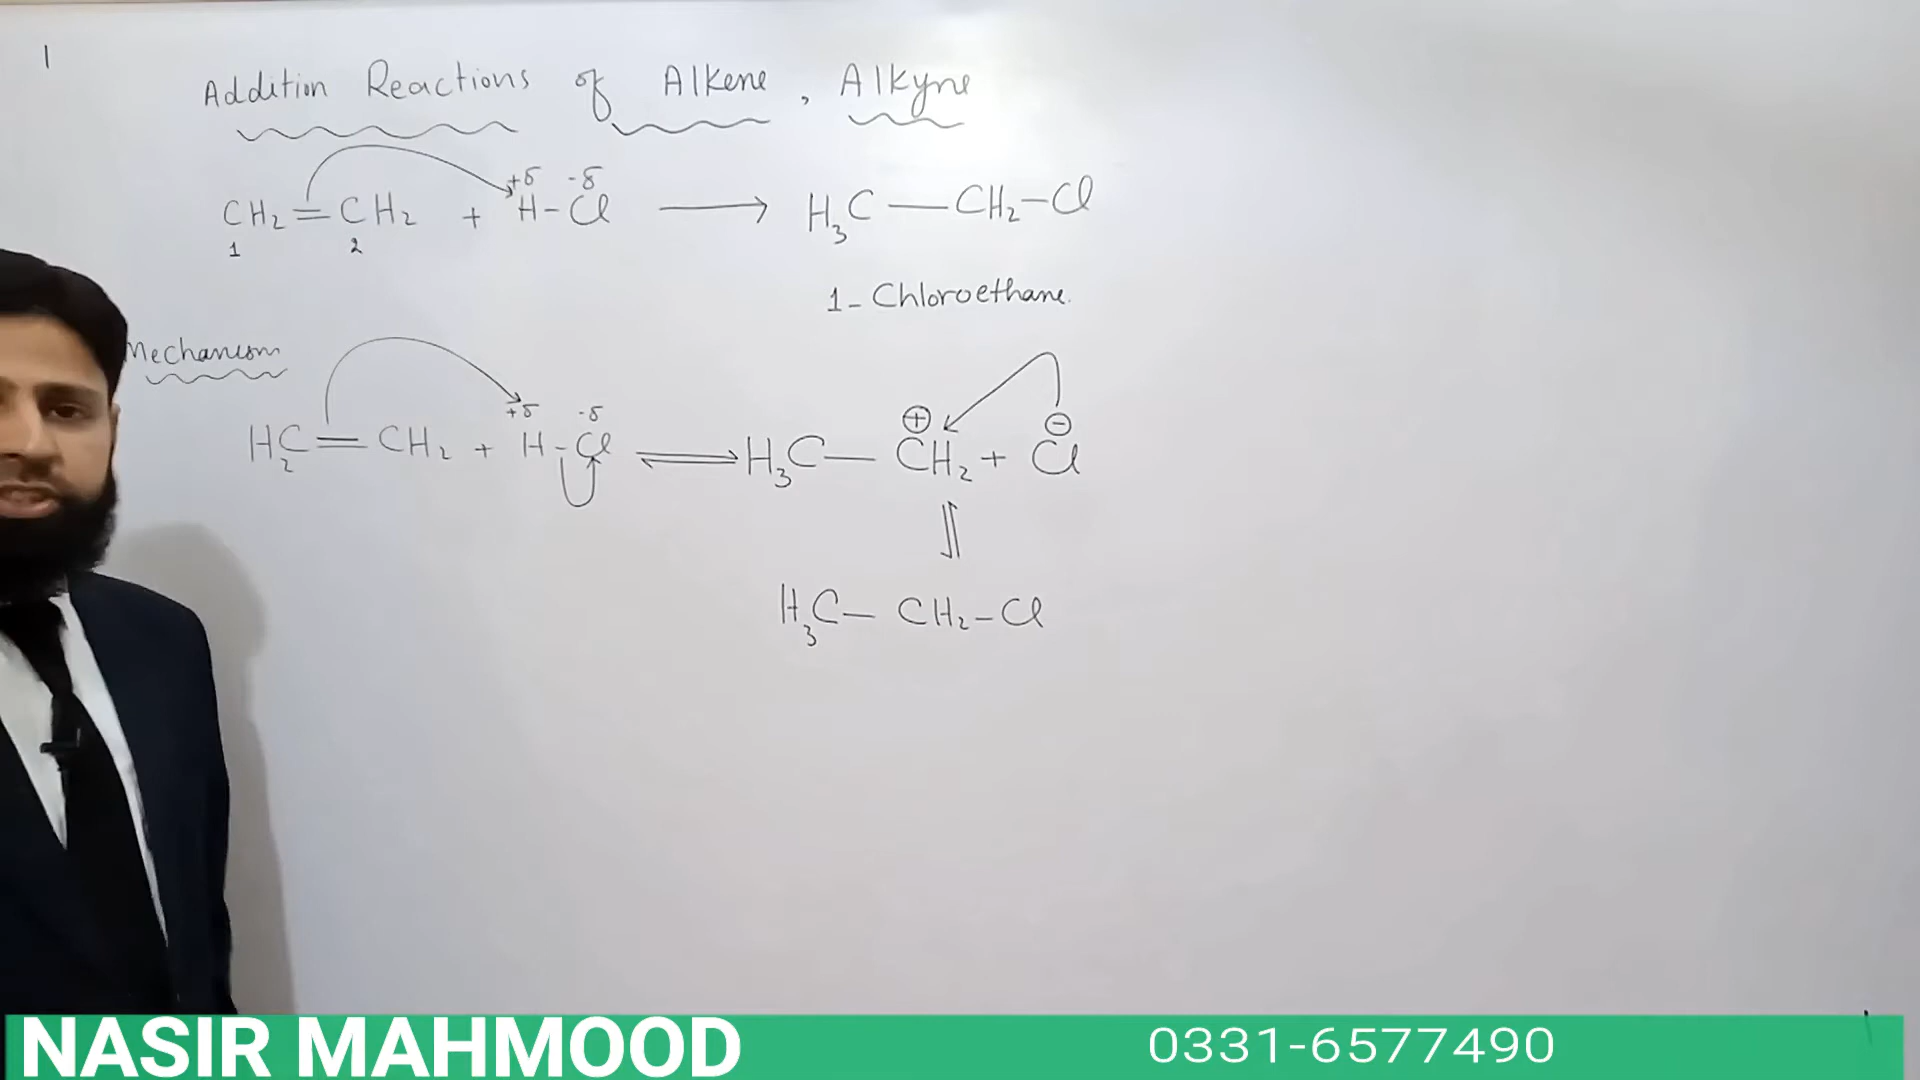 1
Addition Reactions of Alkene, Alkyne
+δ -δ
CH2=CH2 + H-Cl ⟶ H3C—CH2-Cl
1 2
1-Chloroethane.
Mechanism
+δ -δ ⊕ ⊖
H2C=CH2 + H-Cl ⇌ H3C—CH2 + Cl
⇌
H3C—CH2-Cl
NASIR MAHMOOD 0331-6577490